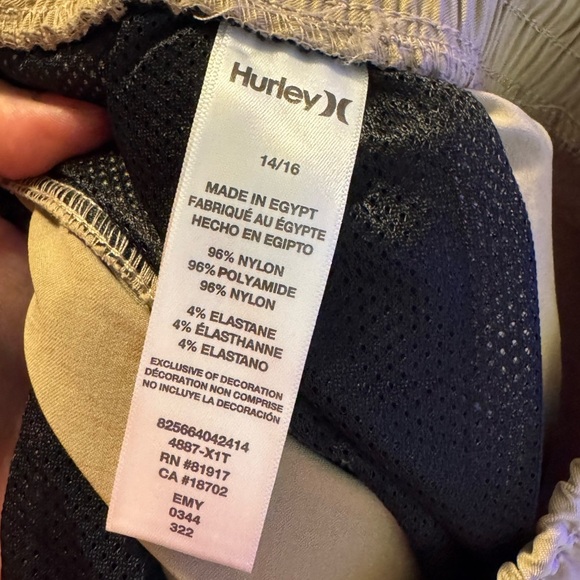 Hurley
14/16
MADE IN EGYPT
FABRIQUÉ AU ÉGYPTE
HECHO EN EGIPTO
96% NYLON
96% POLYAMIDE
96% NYLON
4% ELASTANE
4% ÉLASTHANNE
4% ELASTANO
EXCLUSIVE OF DECORATION
DÉCORATION NON COMPRISE
NO INCLUYE LA DECORACIÓN
825664042414
4887-X1T
RN #81917
CA #18702
EMY
0344
322